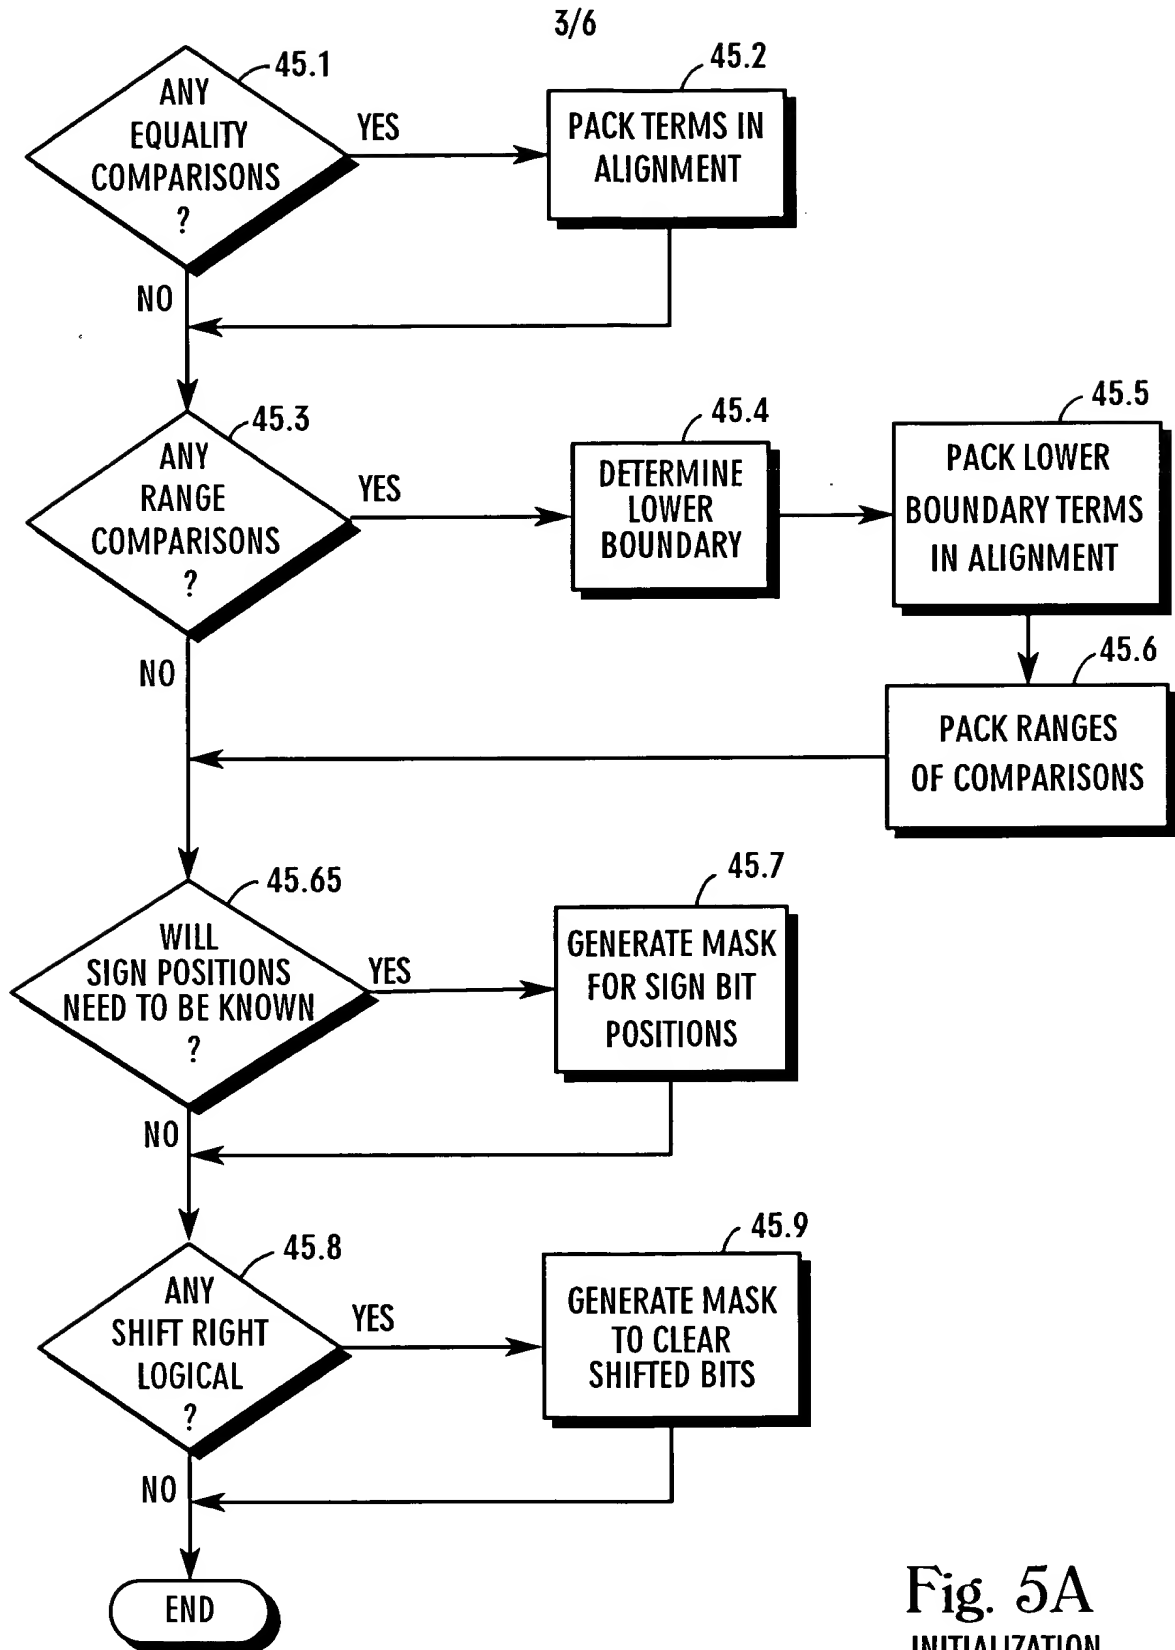 3/6
45.1
ANY
EQUALITY
COMPARISONS
?
YES
45.2
PACK TERMS IN
ALIGNMENT
NO
45.3
ANY
RANGE
COMPARISONS
?
YES
45.4
DETERMINE
LOWER
BOUNDARY
45.5
PACK LOWER
BOUNDARY TERMS
IN ALIGNMENT
NO
45.6
PACK RANGES
OF COMPARISONS
45.65
WILL
SIGN POSITIONS
NEED TO BE KNOWN
?
YES
45.7
GENERATE MASK
FOR SIGN BIT
POSITIONS
NO
45.8
ANY
SHIFT RIGHT
LOGICAL
?
YES
45.9
GENERATE MASK
TO CLEAR
SHIFTED BITS
NO
END
Fig. 5A
INITIALIZATION